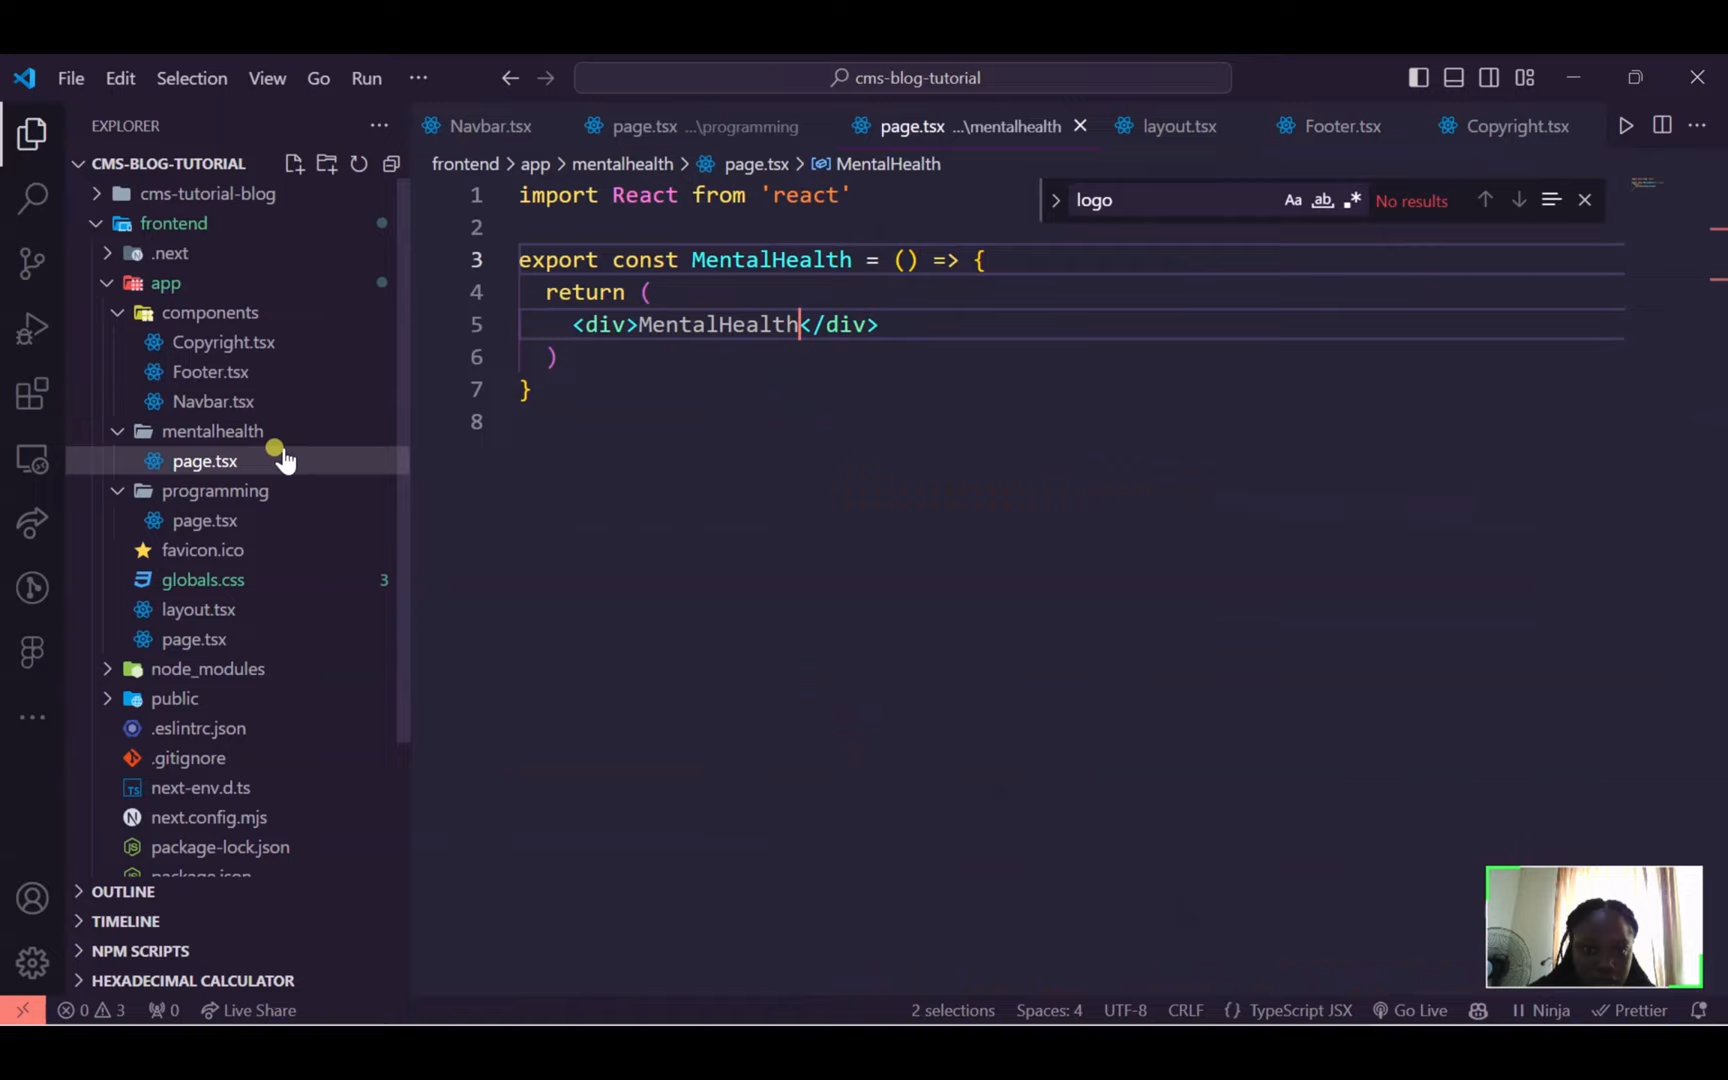 File Edit Selection View Go Run ··· cms-blog-tutorial
EXPLORER ···
CMS-BLOG-TUTORIAL
cms-tutorial-blog
frontend
.next
app
components
Copyright.tsx
Footer.tsx
Navbar.tsx
mentalhealth
page.tsx
programming
page.tsx
favicon.ico
globals.css 3
layout.tsx
page.tsx
node_modules
public
.eslintrc.json
.gitignore
next-env.d.ts
next.config.mjs
package-lock.json
package.json
OUTLINE
TIMELINE
NPM SCRIPTS
HEXADECIMAL CALCULATOR
Navbar.tsx page.tsx ...\programming page.tsx ...\mentalhealth layout.tsx Footer.tsx Copyright.tsx ···
frontend > app > mentalhealth > page.tsx > MentalHealth
logo Aa ab .* No results
1 import React from 'react'
2
3 export const MentalHealth = () => {
4 return (
5 <div>MentalHealth</div>
6 )
7 }
8
0 3 0 Live Share 2 selections Spaces: 4 UTF-8 CRLF {} TypeScript JSX Go Live Ninja Prettier